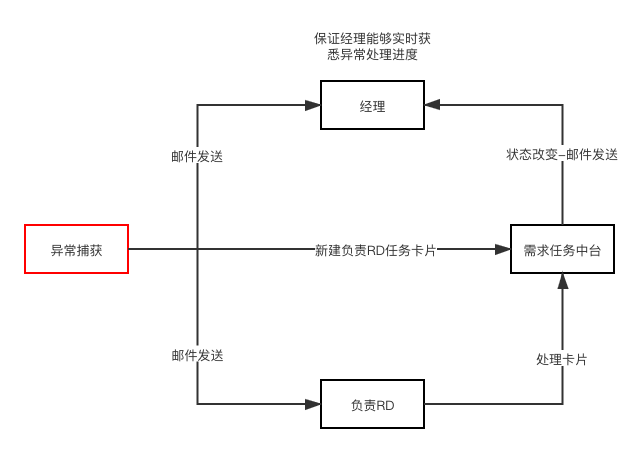 保证经理能够实时获
悉异常处理进度
经理
邮件发送
状态改变-邮件发送
异常捕获
新建负责RD任务卡片
需求任务中台
邮件发送
处理卡片
负责RD